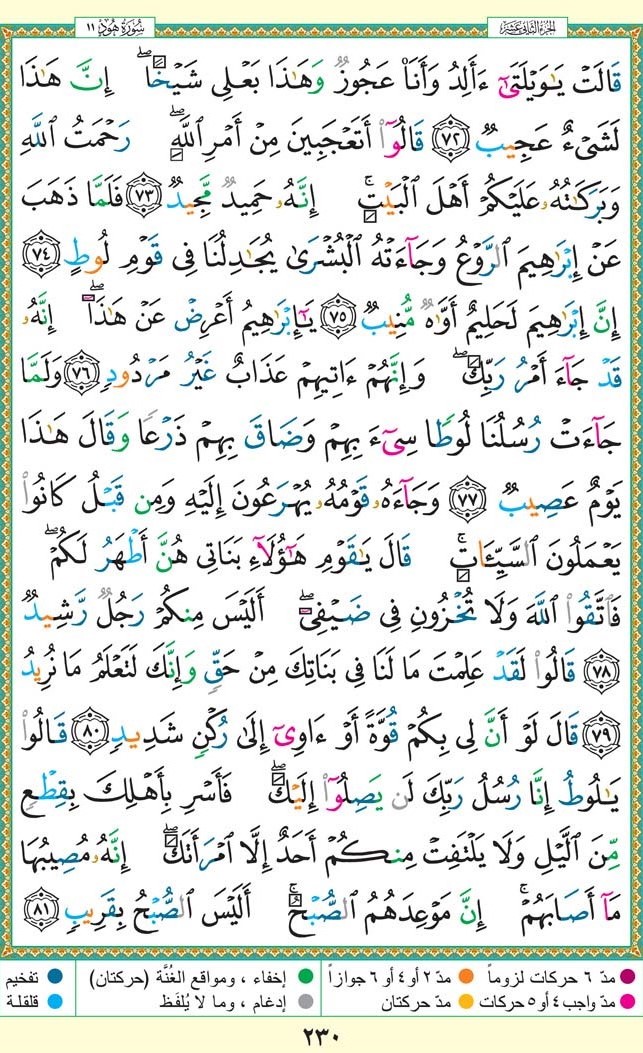 الجزء الثاني عشر
سورة هود ١١
قَالَتْ يَٰوَيْلَتَىٰٓ ءَأَلِدُ وَأَنَا۠ عَجُوزٌ وَهَٰذَا بَعْلِى شَيْخًا ۖ إِنَّ هَٰذَا
لَشَىْءٌ عَجِيبٌ ٧٢ قَالُوٓا۟ أَتَعْجَبِينَ مِنْ أَمْرِ ٱللَّهِ ۖ رَحْمَتُ ٱللَّهِ
وَبَرَكَٰتُهُۥ عَلَيْكُمْ أَهْلَ ٱلْبَيْتِ ۚ إِنَّهُۥ حَمِيدٌ مَّجِيدٌ ٧٣ فَلَمَّا ذَهَبَ
عَنْ إِبْرَٰهِيمَ ٱلرَّوْعُ وَجَآءَتْهُ ٱلْبُشْرَىٰ يُجَٰدِلُنَا فِى قَوْمِ لُوطٍ ٧٤
إِنَّ إِبْرَٰهِيمَ لَحَلِيمٌ أَوَّٰهٌ مُّنِيبٌ ٧٥ يَٰٓإِبْرَٰهِيمُ أَعْرِضْ عَنْ هَٰذَآ ۖ إِنَّهُۥ
قَدْ جَآءَ أَمْرُ رَبِّكَ ۖ وَإِنَّهُمْ ءَاتِيهِمْ عَذَابٌ غَيْرُ مَرْدُودٍ ٧٦ وَلَمَّا
جَآءَتْ رُسُلُنَا لُوطًا سِىٓءَ بِهِمْ وَضَاقَ بِهِمْ ذَرْعًا وَقَالَ هَٰذَا
يَوْمٌ عَصِيبٌ ٧٧ وَجَآءَهُۥ قَوْمُهُۥ يُهْرَعُونَ إِلَيْهِ وَمِن قَبْلُ كَانُوا۟
يَعْمَلُونَ ٱلسَّيِّـَٔاتِ ۚ قَالَ يَٰقَوْمِ هَٰٓؤُلَآءِ بَنَاتِى هُنَّ أَطْهَرُ لَكُمْ ۖ
فَٱتَّقُوا۟ ٱللَّهَ وَلَا تُخْزُونِ فِى ضَيْفِىٓ ۖ أَلَيْسَ مِنكُمْ رَجُلٌ رَّشِيدٌ
٧٨ قَالُوا۟ لَقَدْ عَلِمْتَ مَا لَنَا فِى بَنَاتِكَ مِنْ حَقٍّ وَإِنَّكَ لَتَعْلَمُ مَا نُرِيدُ
٧٩ قَالَ لَوْ أَنَّ لِى بِكُمْ قُوَّةً أَوْ ءَاوِىٓ إِلَىٰ رُكْنٍ شَدِيدٍ ٨٠ قَالُوا۟
يَٰلُوطُ إِنَّا رُسُلُ رَبِّكَ لَن يَصِلُوٓا۟ إِلَيْكَ ۖ فَأَسْرِ بِأَهْلِكَ بِقِطْعٍ
مِّنَ ٱلَّيْلِ وَلَا يَلْتَفِتْ مِنكُمْ أَحَدٌ إِلَّا ٱمْرَأَتَكَ ۖ إِنَّهُۥ مُصِيبُهَا
مَآ أَصَابَهُمْ ۚ إِنَّ مَوْعِدَهُمُ ٱلصُّبْحُ ۚ أَلَيْسَ ٱلصُّبْحُ بِقَرِيبٍ ٨١
مدّ ٦ حركات لزوماً مدّ ٢ أو ٤ أو ٦ جوازاً إخفاء ، ومواقع الغُنَّة (حركتان) تفخيم
مدّ واجب ٤ أو ٥ حركات مدّ حركتان إدغام ، وما لا يُلفَظ قلقلة
٢٣٠